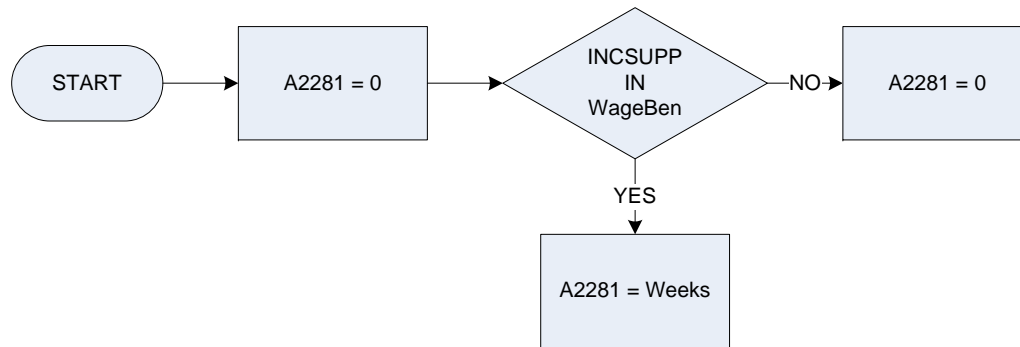 START
A2281 = 0
INCSUPP
IN
WageBen
NO
A2281 = 0
YES
A2281 = Weeks